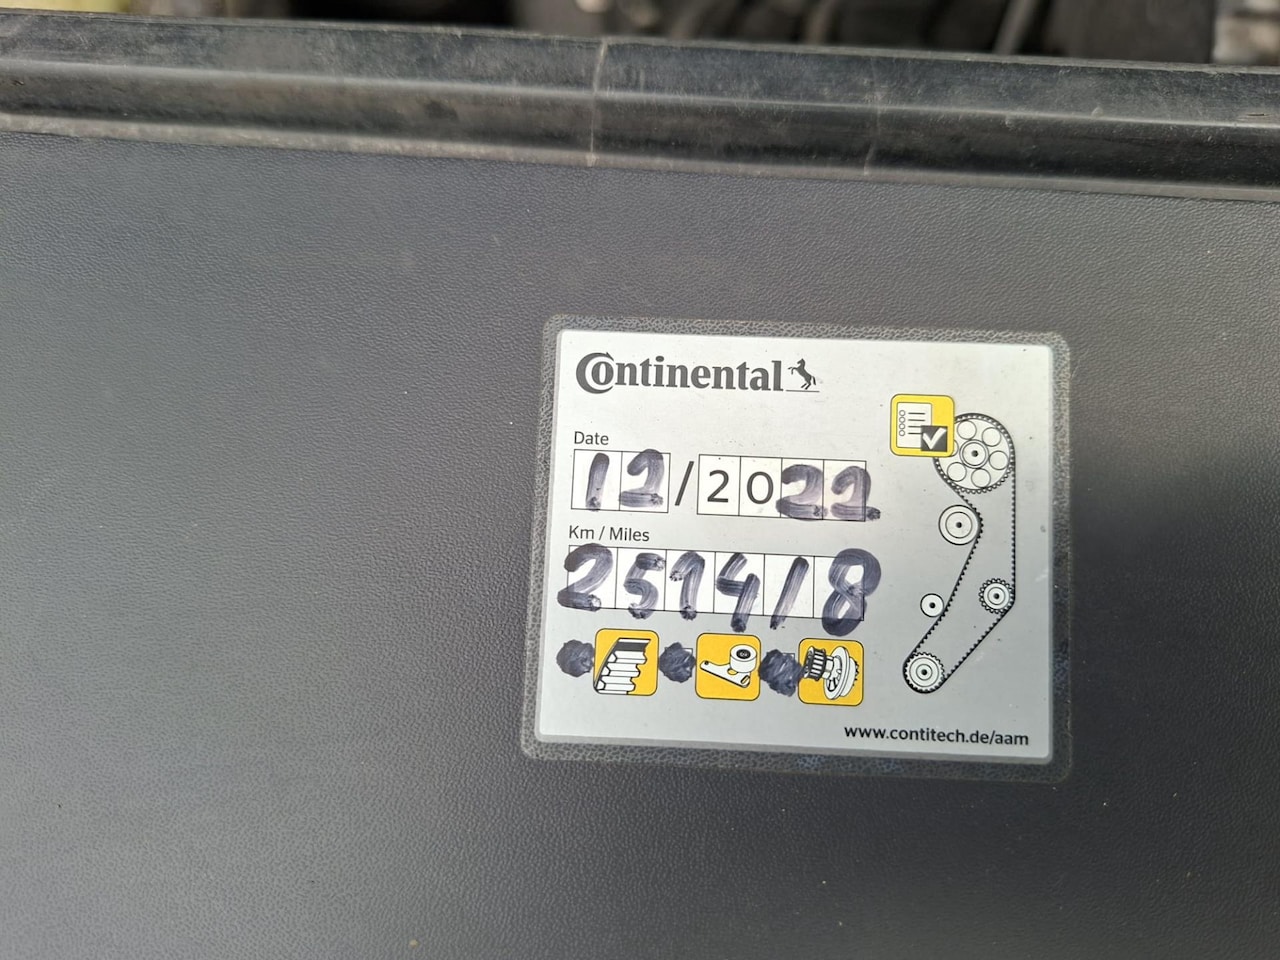 Continental
Date
12/2022
Km / Miles
251418
www.contitech.de/aam